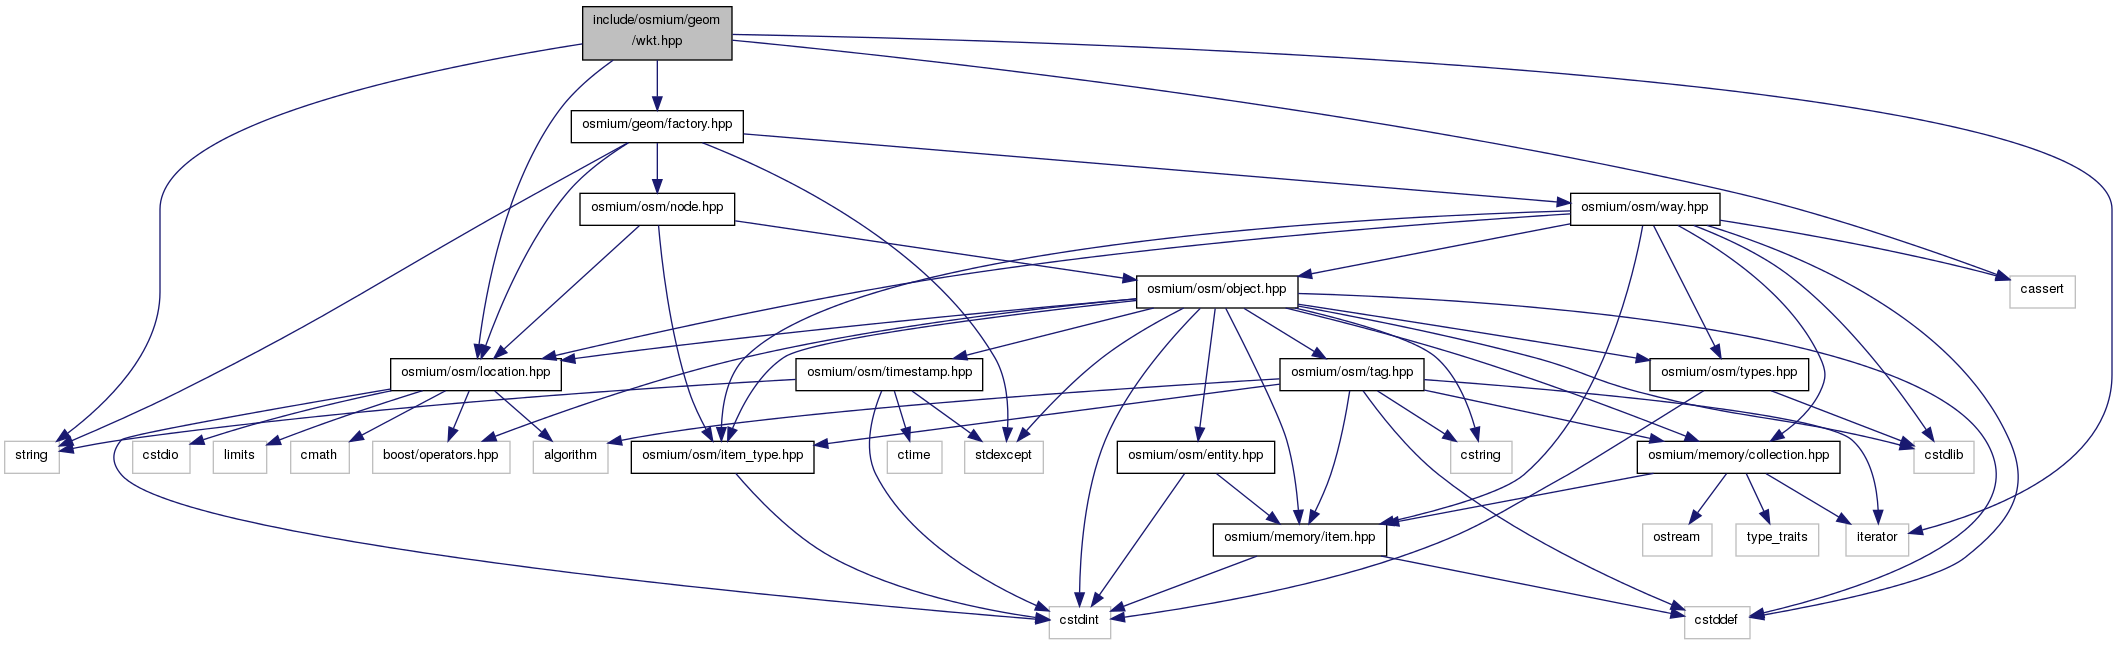 include/osmium/geom
/wkt.hpp
osmium/geom/factory.hpp
osmium/osm/node.hpp
osmium/osm/way.hpp
osmium/osm/object.hpp
cassert
osmium/osm/location.hpp
osmium/osm/timestamp.hpp
osmium/osm/tag.hpp
osmium/osm/types.hpp
string
cstdio
limits
cmath
boost/operators.hpp
algorithm
osmium/osm/item_type.hpp
ctime
stdexcept
osmium/osm/entity.hpp
cstring
osmium/memory/collection.hpp
cstdlib
osmium/memory/item.hpp
ostream
type_traits
iterator
cstdint
cstddef